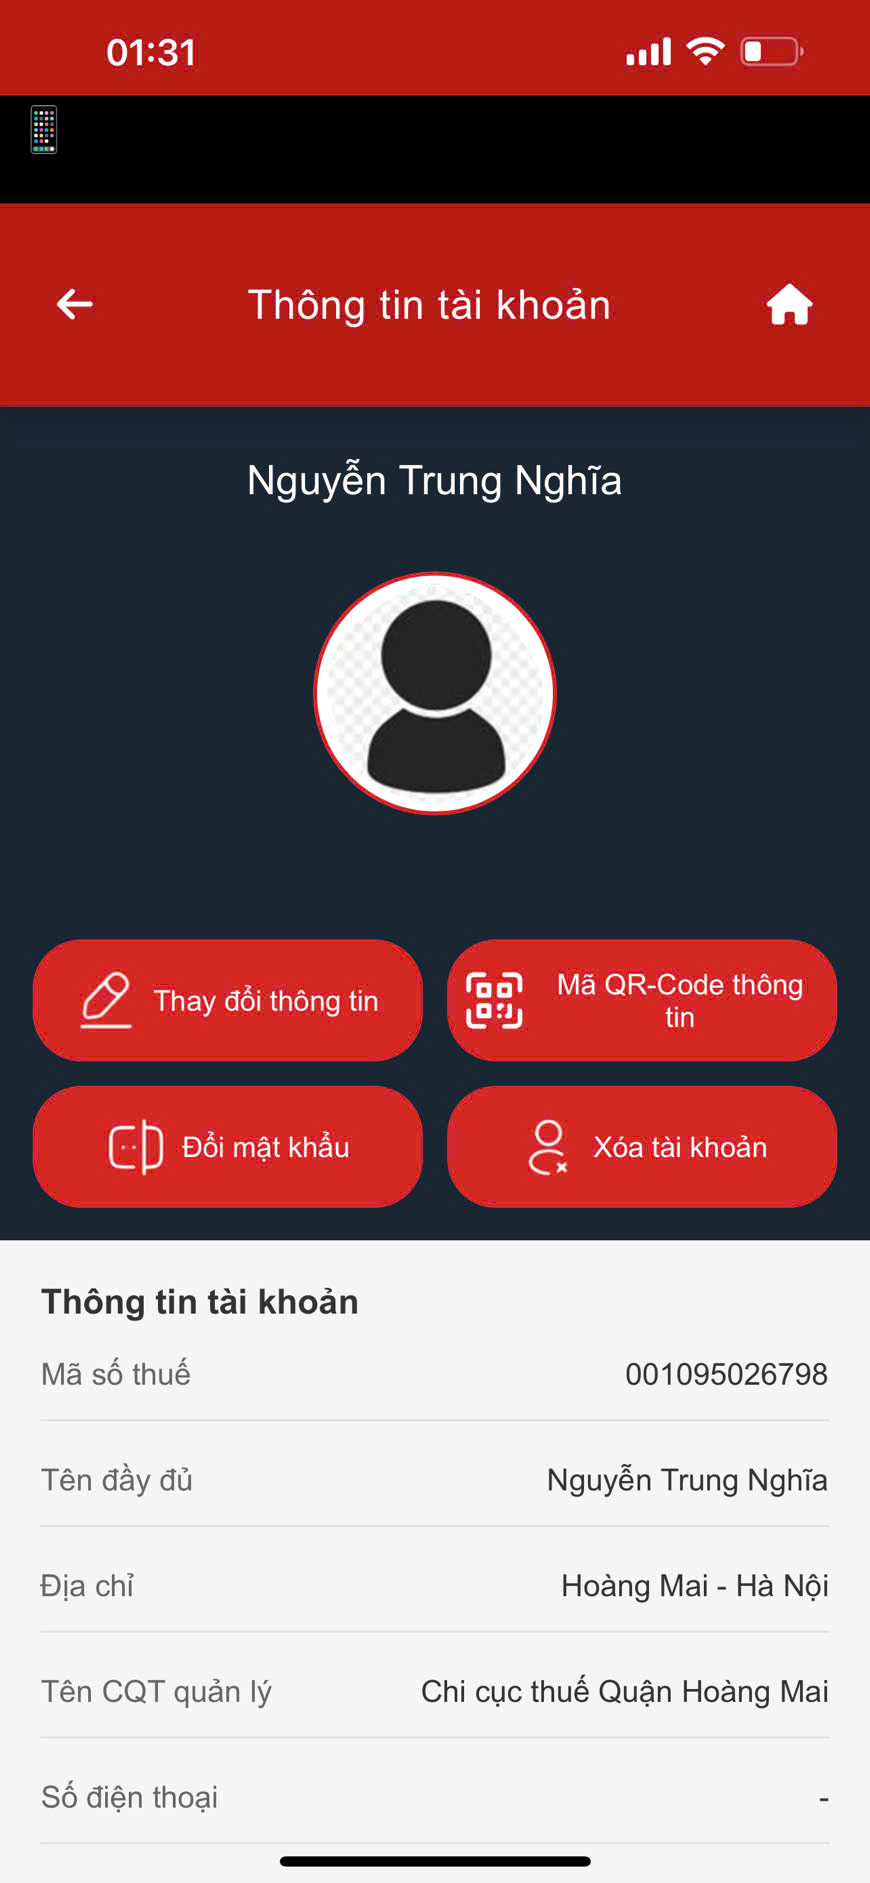 01:31
Thông tin tài khoản
Nguyễn Trung Nghĩa
Thay đổi thông tin
Mã QR-Code thông
tin
Đổi mật khẩu
Xóa tài khoản
Thông tin tài khoản
Mã số thuế 001095026798
Tên đầy đủ Nguyễn Trung Nghĩa
Địa chỉ Hoàng Mai - Hà Nội
Tên CQT quản lý Chi cục thuế Quận Hoàng Mai
Số điện thoại -